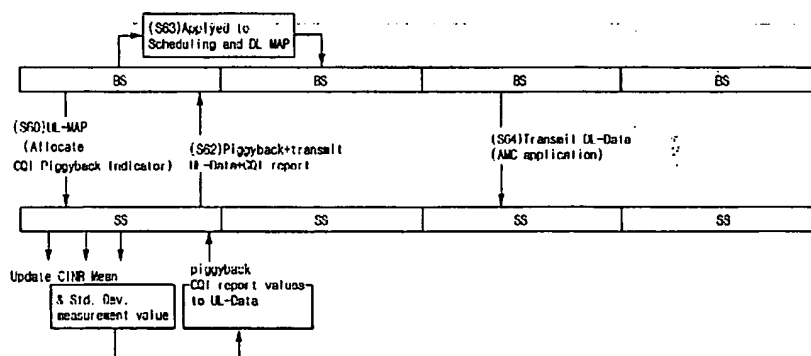 (S63)Applyed to
Scheduling and DL MAP
BS BS BS BS
(S60)UL-MAP
(Allocate
CQI Piggyback Indicator)
(S62)Piggyback+transmit
UL-Data+CQI report
(S64)Transmit DL-Data
(AMC application)
SS SS SS SS
Update CINR Mean
& Std. Dev.
measurement value
piggyback
CQI report values
to UL-Data